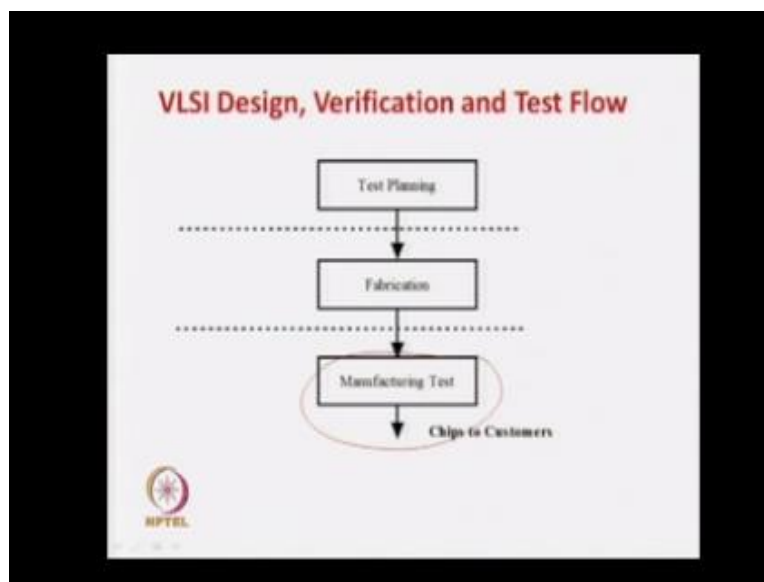 VLSI Design, Verification and Test Flow
Test Planning
Fabrication
Manufacturing Test
Chips to Customers
NPTEL